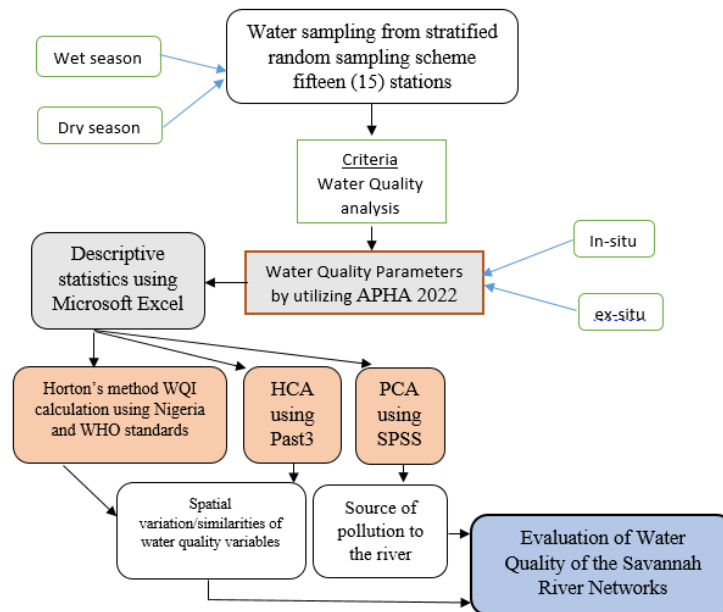 Water sampling from stratified
random sampling scheme
fifteen (15) stations
Wet season
Dry season
Criteria
Water Quality
analysis
In-situ
ex-situ
Water Quality Parameters
by utilizing APHA 2022
Descriptive
statistics using
Microsoft Excel
Horton's method WQI
calculation using Nigeria
and WHO standards
HCA
using
Past3
PCA
using
SPSS
Spatial
variation/similarities of
water quality variables
Source of
pollution to
the river
Evaluation of Water
Quality of the Savannah
River Networks